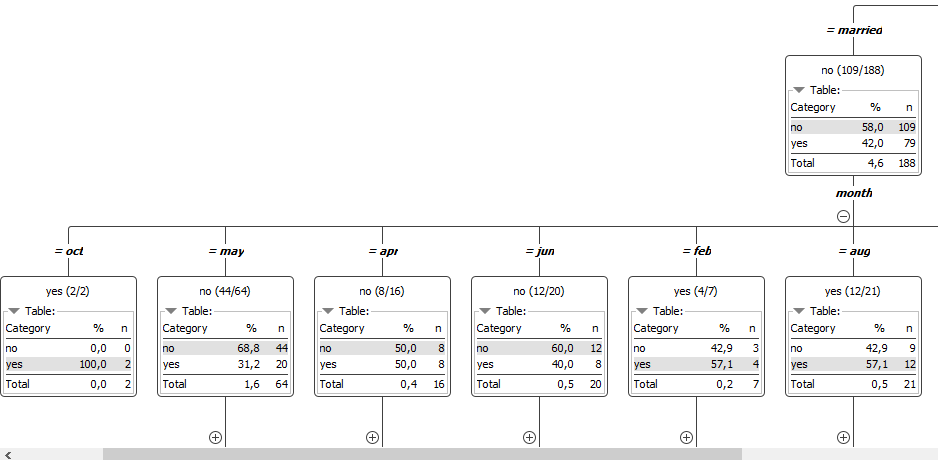 = married
no (109/188)
Table:
Category % n
no 58,0 109
yes 42,0 79
Total 4,6 188
month
= oct = may = apr = jun = feb = aug
yes (2/2) no (44/64) no (8/16) no (12/20) yes (4/7) yes (12/21)
Table: Table: Table: Table: Table: Table:
Category % n Category % n Category % n Category % n Category % n Category % n
no 0,0 0 no 68,8 44 no 50,0 8 no 60,0 12 no 42,9 3 no 42,9 9
yes 100,0 2 yes 31,2 20 yes 50,0 8 yes 40,0 8 yes 57,1 4 yes 57,1 12
Total 0,0 2 Total 1,6 64 Total 0,4 16 Total 0,5 20 Total 0,2 7 Total 0,5 21